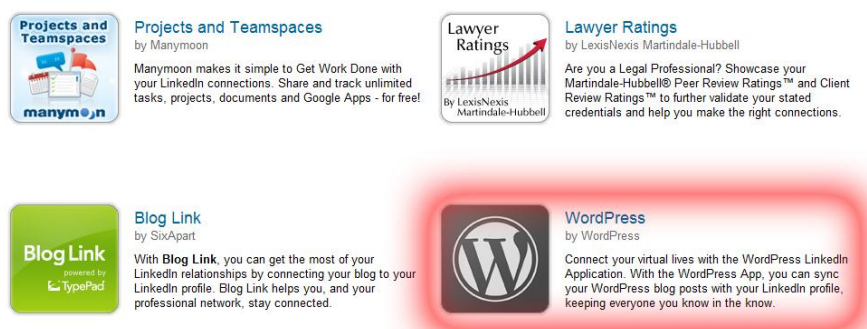 Projects and
Teamspaces
manymoon
Projects and Teamspaces
by Manymoon
Manymoon makes it simple to Get Work Done with
your LinkedIn connections. Share and track unlimited
tasks, projects, documents and Google Apps - for free!
Lawyer
Ratings
By LexisNexis
Martindale-Hubbell
Lawyer Ratings
by LexisNexis Martindale-Hubbell
Are you a Legal Professional? Showcase your
Martindale-Hubbell® Peer Review Ratings™ and Client
Review Ratings™ to further validate your stated
credentials and help you make the right connections.
Blog Link
powered by
TypePad
Blog Link
by SixApart
With Blog Link, you can get the most of your
LinkedIn relationships by connecting your blog to your
LinkedIn profile. Blog Link helps you, and your
professional network, stay connected.
W
WordPress
by WordPress
Connect your virtual lives with the WordPress LinkedIn
Application. With the WordPress App, you can sync
your WordPress blog posts with your LinkedIn profile,
keeping everyone you know in the know.